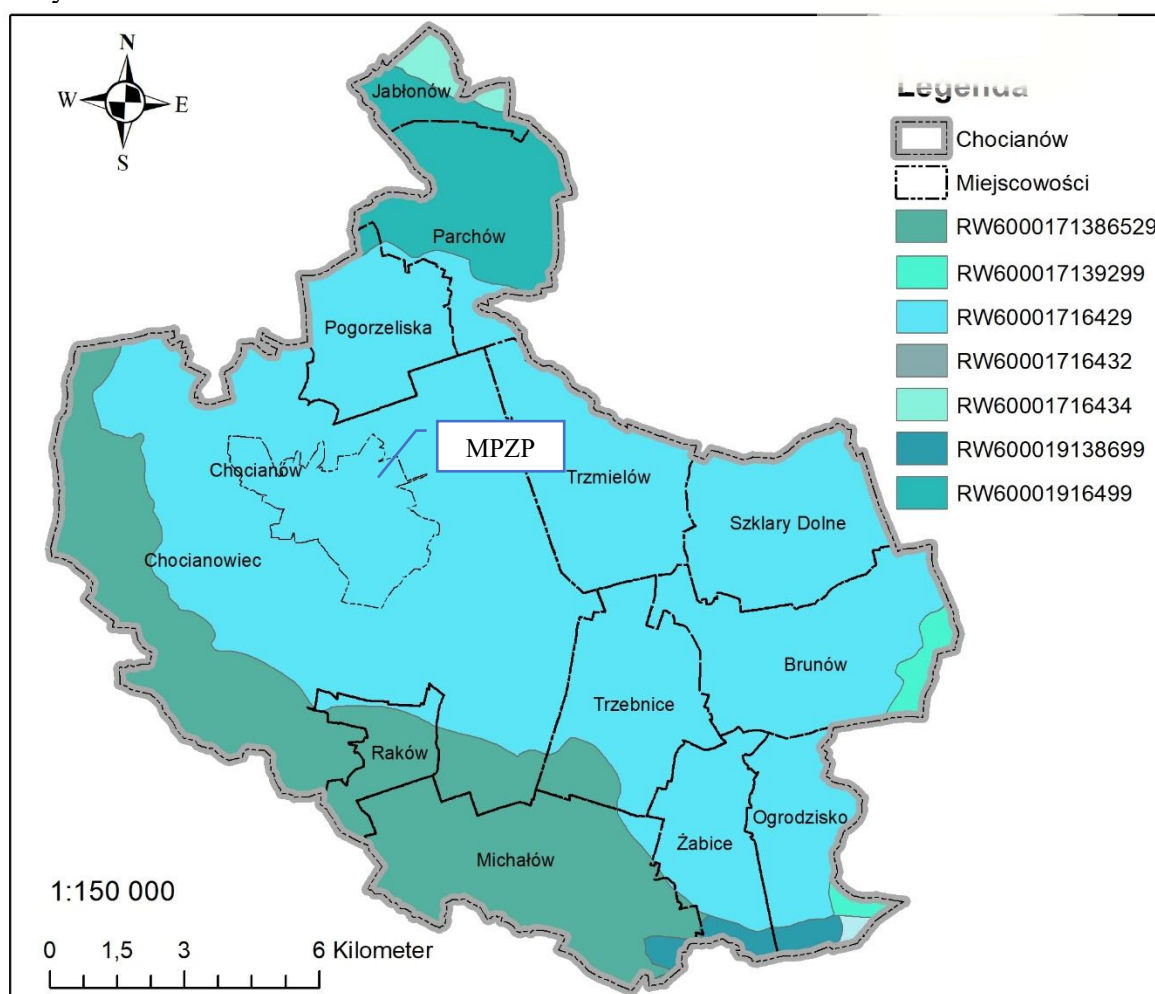 N
W E
S
Legenda
Chocianów
Miejscowości
RW6000171386529
RW600017139299
RW60001716429
RW60001716432
RW60001716434
RW600019138699
RW60001916499
Jabłonów
Parchów
Pogorzeliska
MPZP
Chocianów
Trzmielów
Szklary Dolne
Chocianowiec
Brunów
Trzebnice
Raków
Ogrodzisko
Żabice
Michałów
1:150 000
0 1,5 3 6 Kilometer